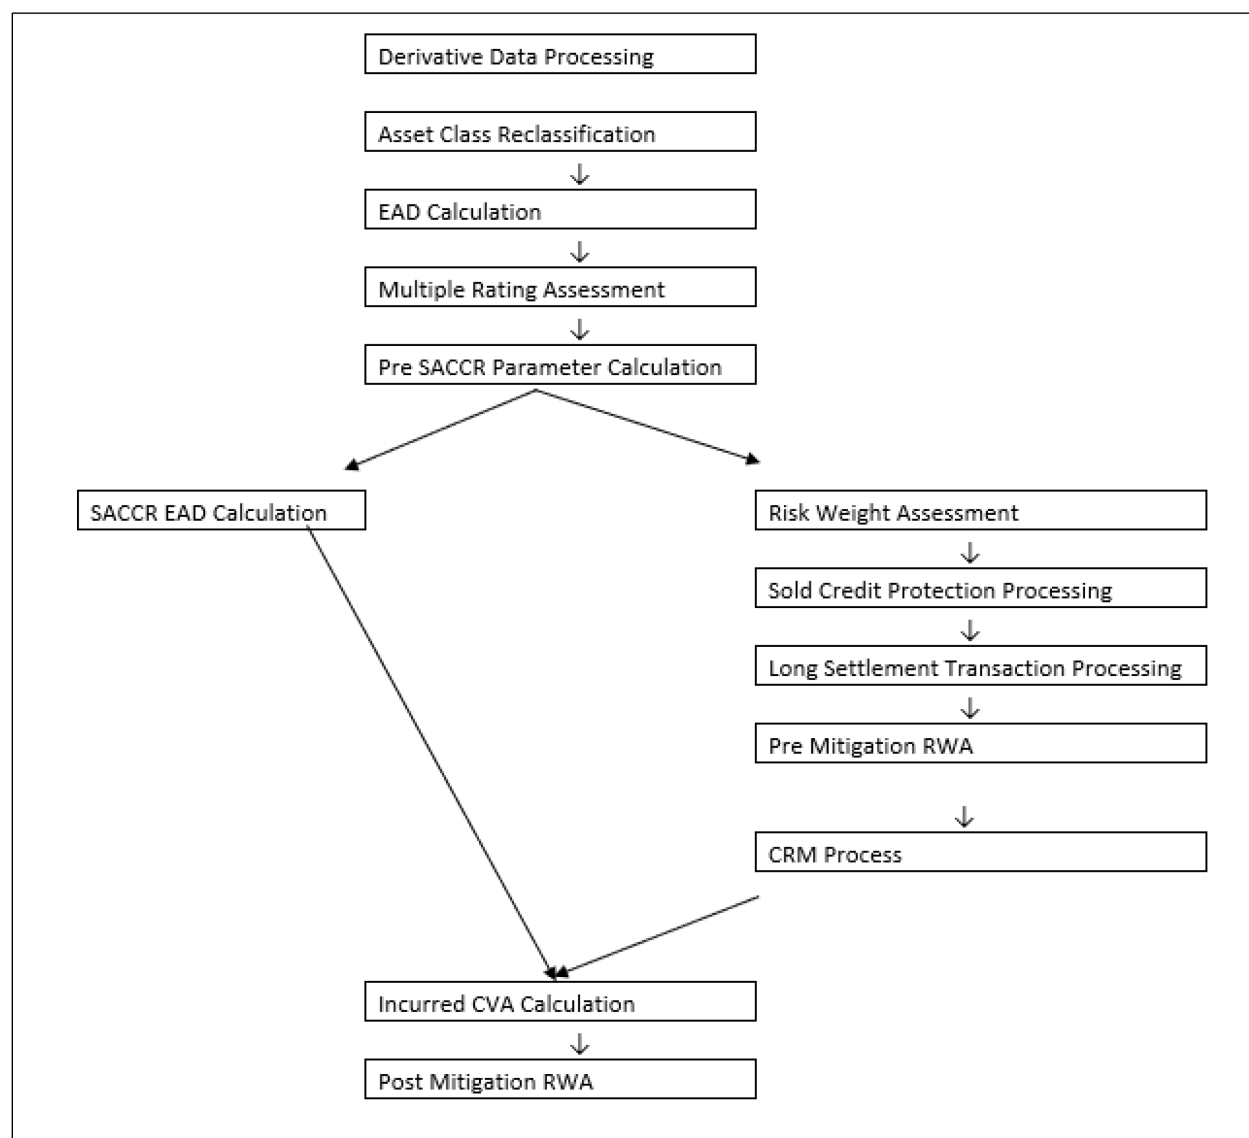 Derivative Data Processing
Asset Class Reclassification
EAD Calculation
Multiple Rating Assessment
Pre SACCR Parameter Calculation
SACCR EAD Calculation
Risk Weight Assessment
Sold Credit Protection Processing
Long Settlement Transaction Processing
Pre Mitigation RWA
CRM Process
Incurred CVA Calculation
Post Mitigation RWA